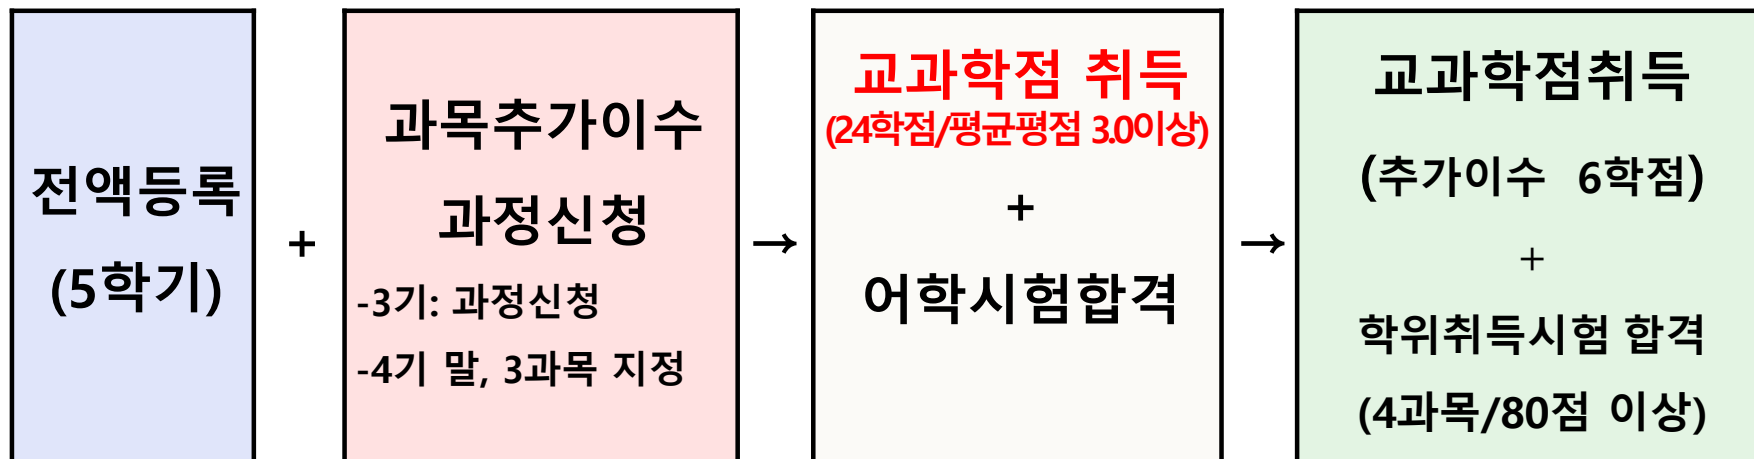 전액등록
(5학기)
+
과목추가이수
과정신청
-3기: 과정신청
-4기 말, 3과목 지정
→
교과학점 취득
(24학점/평균평점 3.0이상)
+
어학시험합격
→
교과학점취득
(추가이수 6학점)
+
학위취득시험 합격
(4과목/80점 이상)